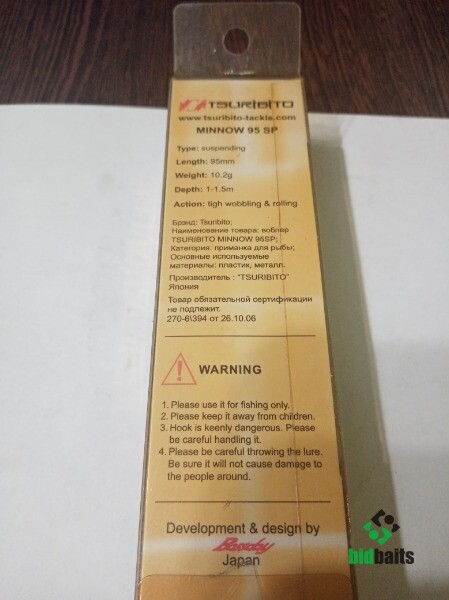 TSURIBITO
www.tsuribito-tackle.com
MINNOW 95 SP
Type: suspending
Length: 95mm
Weight: 10.2g
Depth: 1-1.5m
Action: tigh wobbling & rolling
Брэнд: Tsuribito;
Наименование товара: воблер
TSURIBITO MINNOW 95SP;
Категория: приманка для рыбы;
Основные используемые
материалы: пластик, металл.
Производитель : "TSURIBITO"
Япония
Товар обязательной сертификации
не подлежит.
270-6\394 от 26.10.06
WARNING
1. Please use it for fishing only.
2. Please keep it away from children.
3. Hook is keenly dangerous. Please
be careful handling it.
4. Please be careful throwing the lure.
Be sure it will not cause damage to
the people around.
Development & design by
Japan
bidbaits